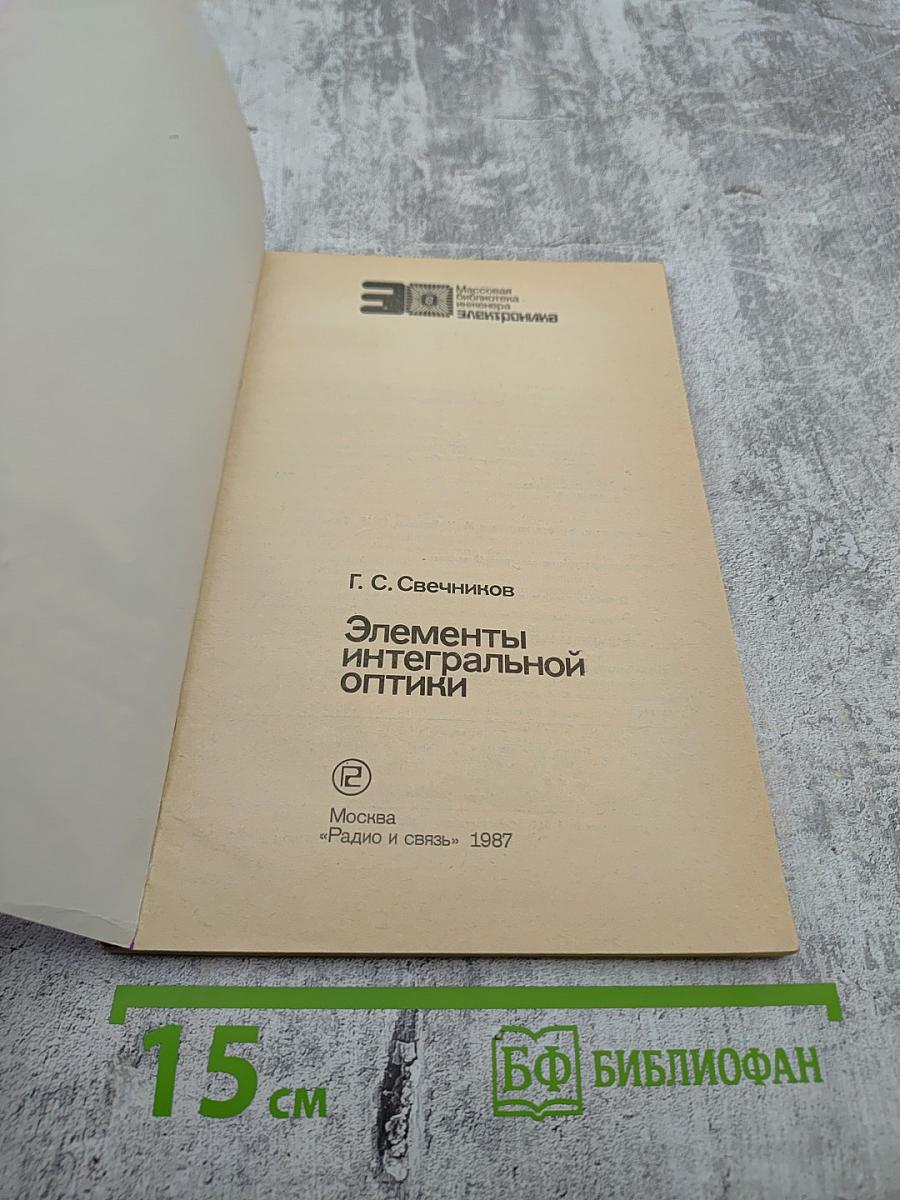 Массовая
библиотека
инженера
электроника
Г. С. Свечников
Элементы
интегральной
оптики
Москва
«Радио и связь» 1987
15 см
БФ БИБЛИОФАН